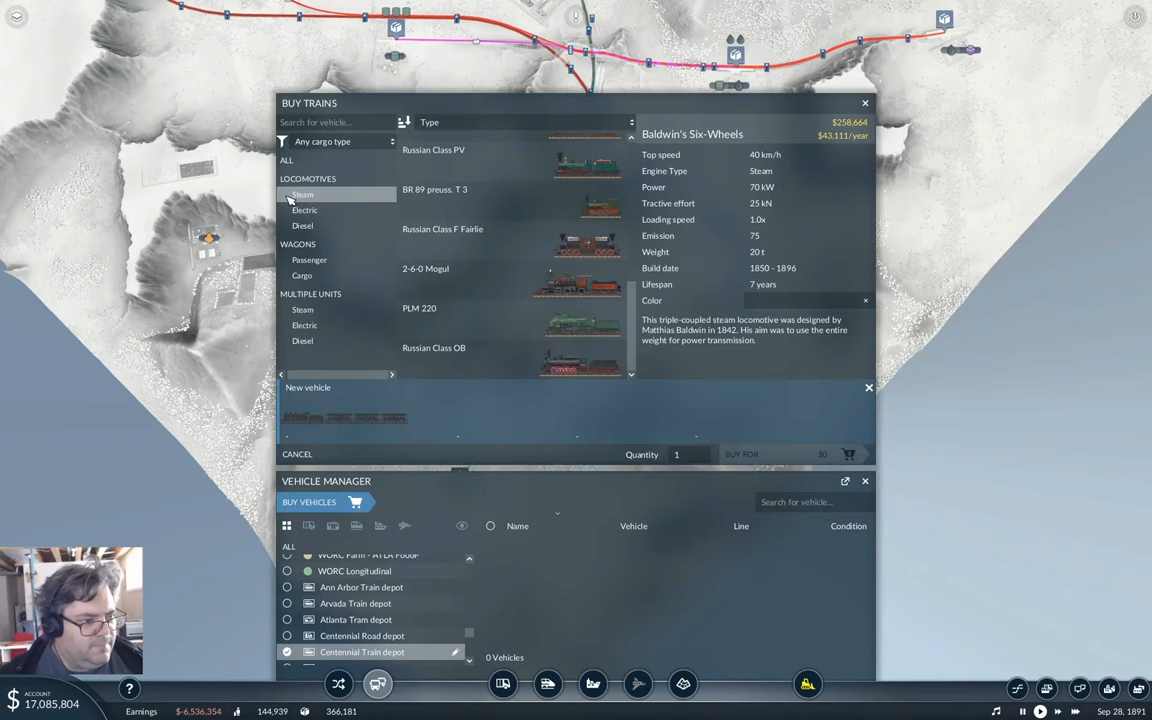 BUY TRAINS
Search for vehicle...
Type
Any cargo type
ALL
LOCOMOTIVES
Steam
Electric
Diesel
WAGONS
Passenger
Cargo
MULTIPLE UNITS
Steam
Electric
Diesel
Russian Class PV
BR 89 preuss. T 3
Russian Class F Fairlie
2-6-0 Mogul
PLM 220
Russian Class OB
Baldwin's Six-Wheels
$258,664
$43,111/year
Top speed 40 km/h
Engine Type Steam
Power 70 kW
Tractive effort 25 kN
Loading speed 1.0x
Emission 75
Weight 20 t
Build date 1850 - 1896
Lifespan 7 years
Color
This triple-coupled steam locomotive was designed by
Matthias Baldwin in 1842. His aim was to use the entire
weight for power transmission.
New vehicle
- - - -
CANCEL
Quantity 1
BUY FOR $0
VEHICLE MANAGER
BUY VEHICLES
Search for vehicle...
Name Vehicle Line Condition
ALL
WORC Farm - ATLA FoodP
WORC Longitudinal
Ann Arbor Train depot
Arvada Train depot
Atlanta Tram depot
Centennial Road depot
Centennial Train depot
0 Vehicles
$ ACCOUNT
17,085,804
?
Earnings $-6,536,354
144,939
366,181
Sep 28, 1891